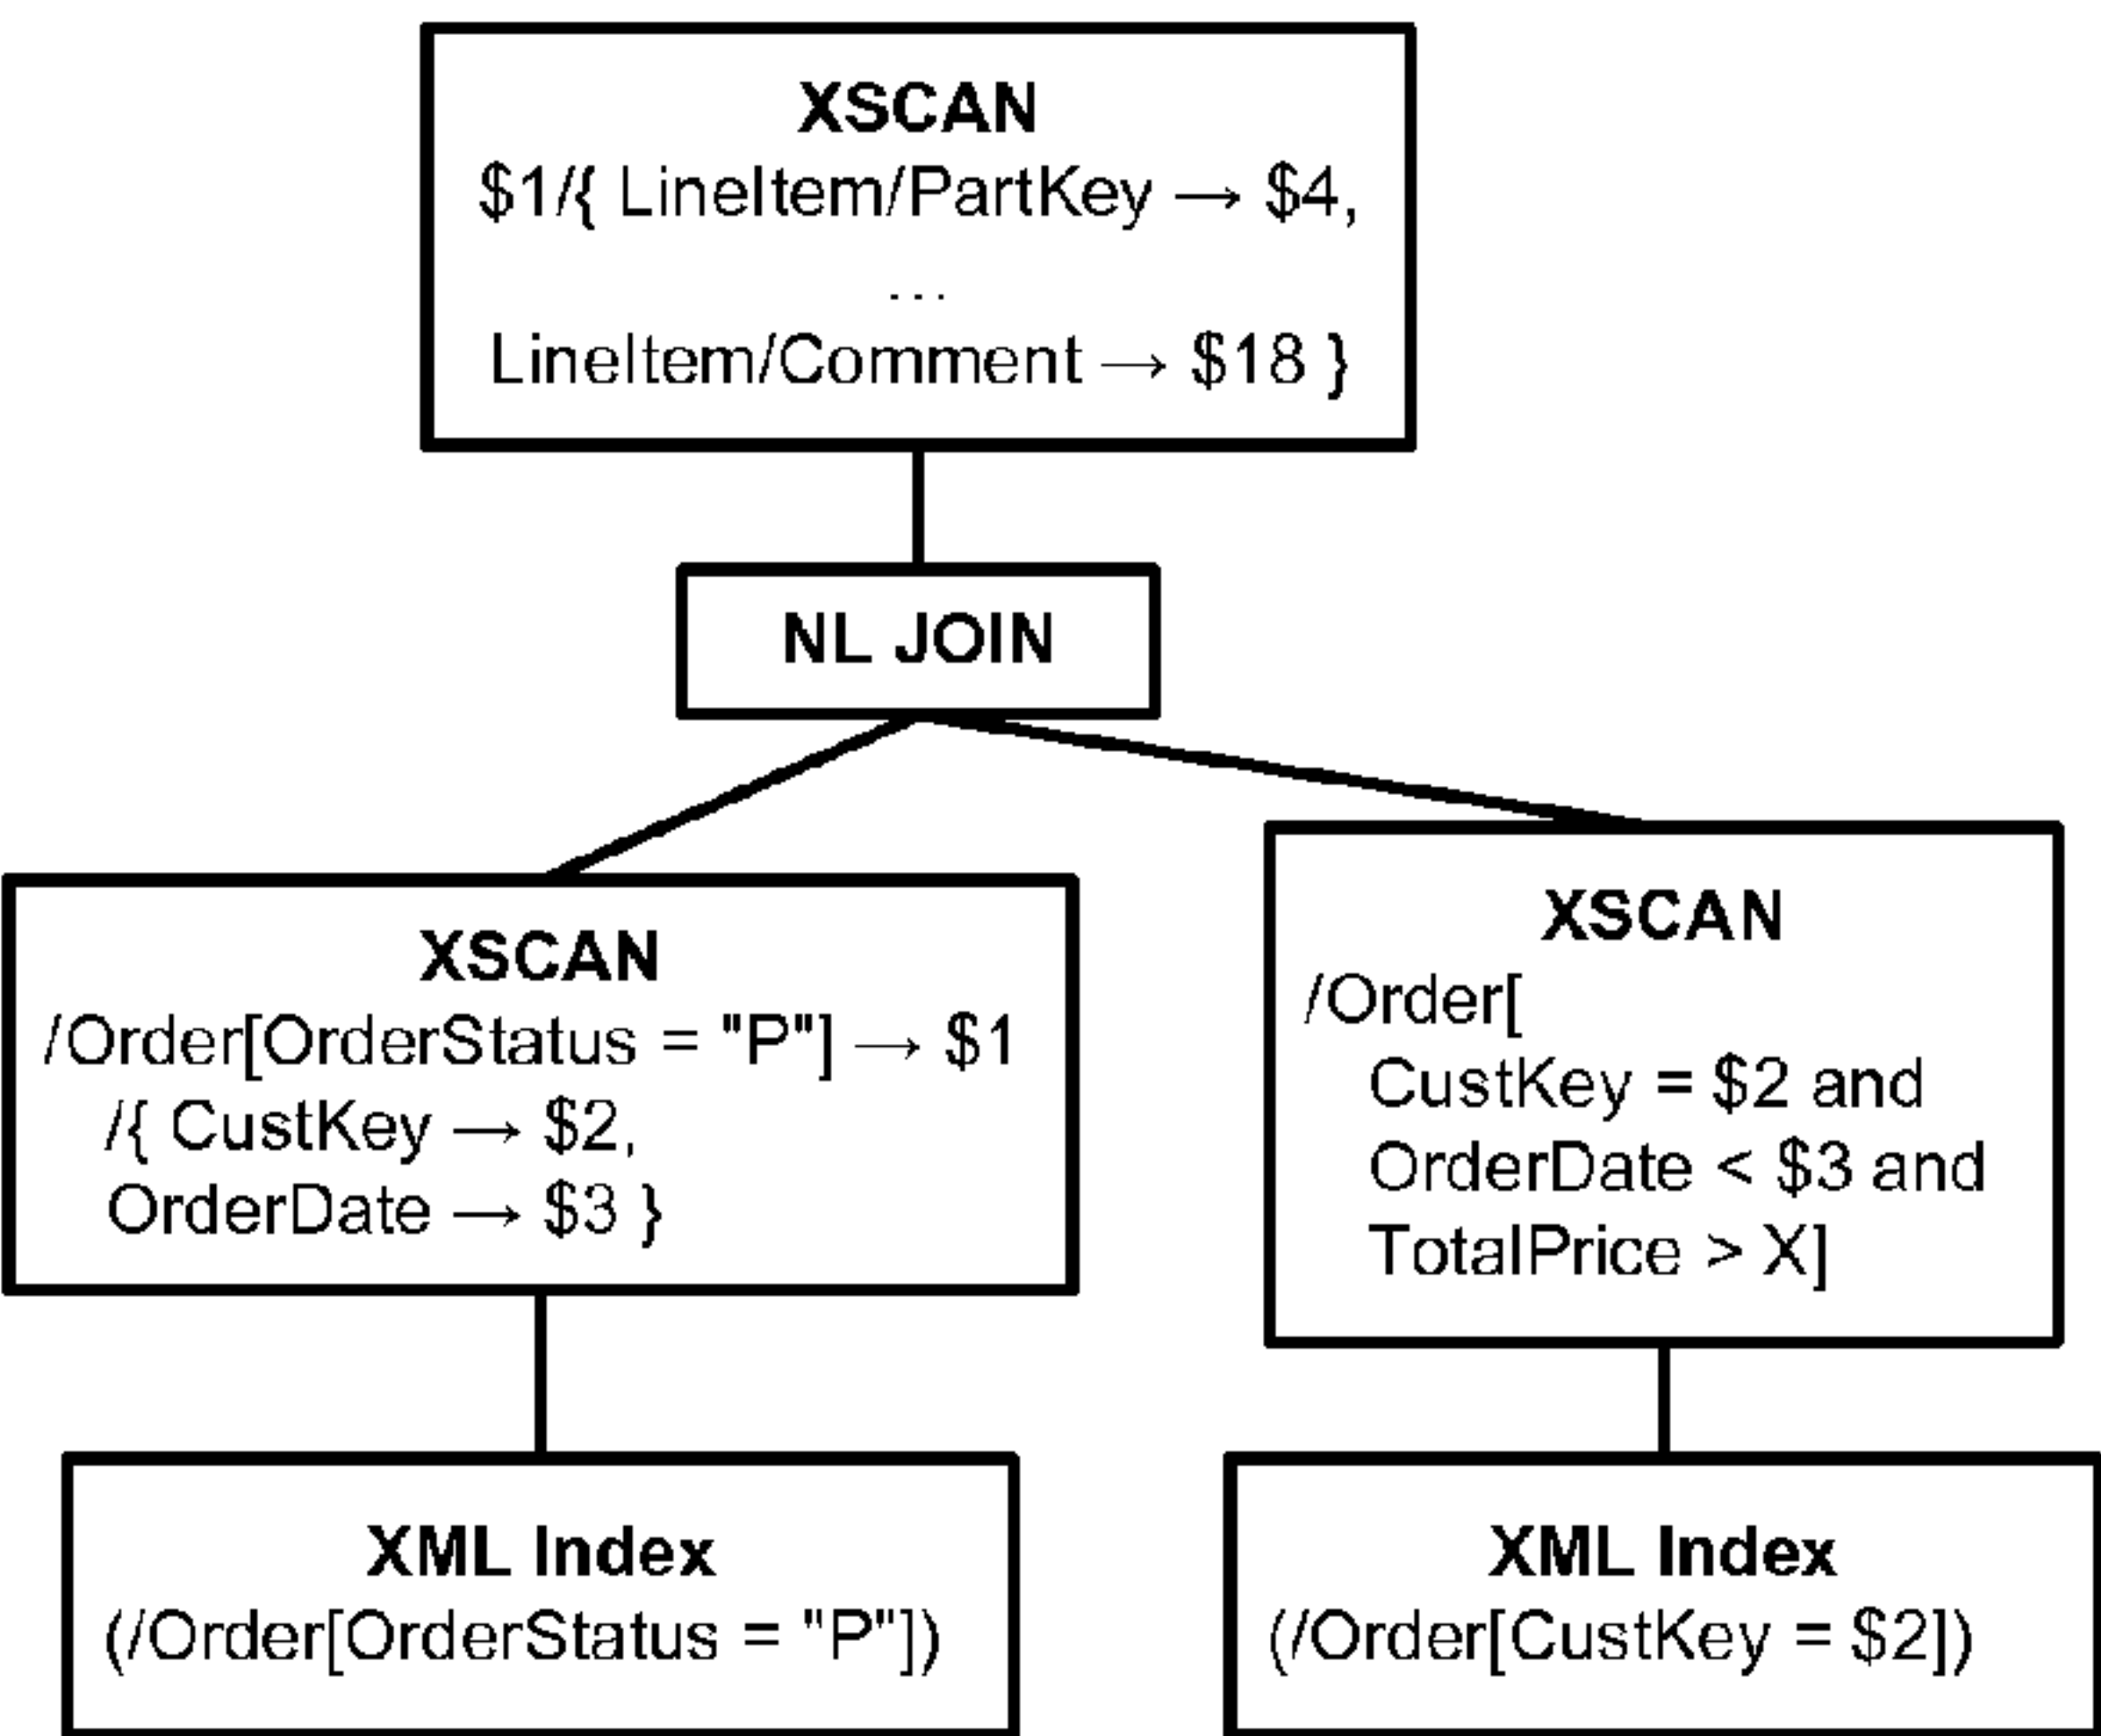 XSCAN
$1/{ LineItem/PartKey → $4,
...
LineItem/Comment → $18 }
NL JOIN
XSCAN
/Order[OrderStatus = "P"] → $1
/{ CustKey → $2,
OrderDate → $3 }
XSCAN
/Order[
CustKey = $2 and
OrderDate < $3 and
TotalPrice > X]
XML Index
(/Order[OrderStatus = "P"])
XML Index
(/Order[CustKey = $2])